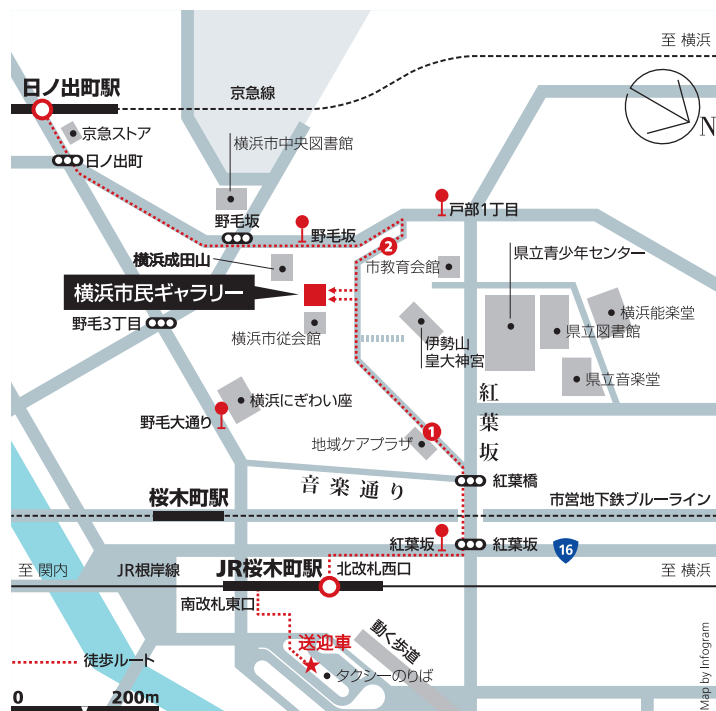 至 横浜
日ノ出町駅
京急線
N
京急ストア
横浜市中央図書館
日ノ出町
戸部1丁目
野毛坂
野毛坂
2
県立青少年センター
横浜成田山
市教育会館
横浜市民ギャラリー
横浜能楽堂
野毛3丁目
県立図書館
横浜市従会館
伊勢山
皇大神宮
県立音楽堂
紅葉坂
横浜にぎわい座
野毛大通り
1
地域ケアプラザ
音楽通り
紅葉橋
桜木町駅
市営地下鉄ブルーライン
紅葉坂
紅葉坂
16
至 関内
JR根岸線
JR桜木町駅
北改札西口
至 横浜
南改札東口
動く歩道
送迎車
徒歩ルート
タクシーのりば
0
200m
Map by Infogram